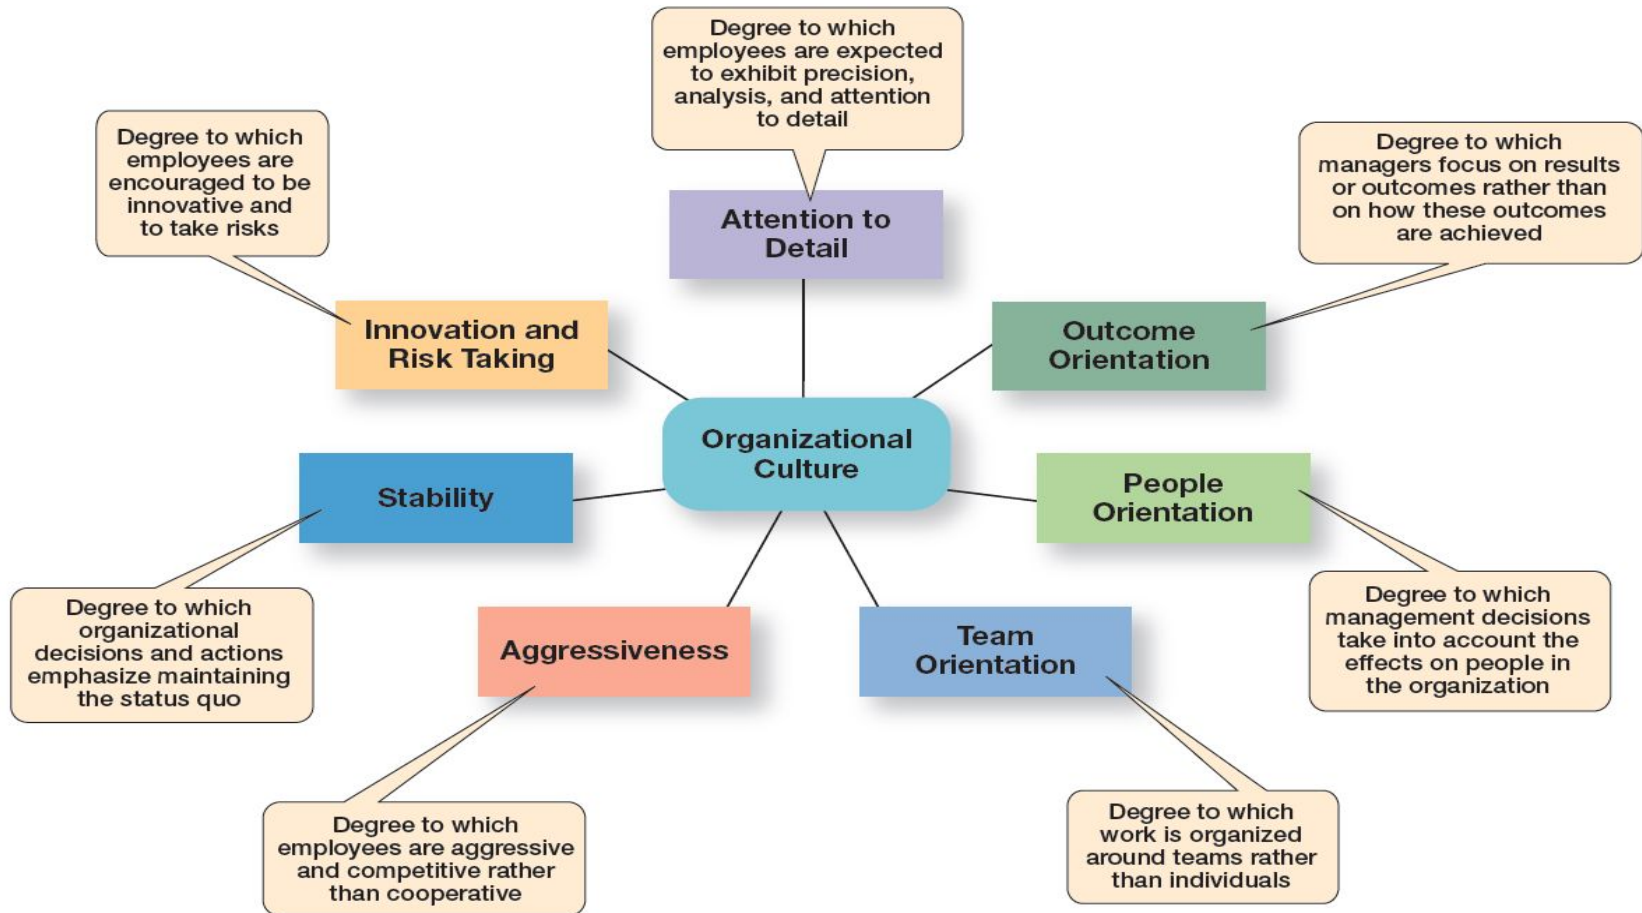 Degree to which
employees are expected
to exhibit precision,
analysis, and attention
to detail
Attention to
Detail
Degree to which
employees are
encouraged to be
innovative and
to take risks
Innovation and
Risk Taking
Degree to which
managers focus on results
or outcomes rather than
on how these outcomes
are achieved
Outcome
Orientation
Organizational
Culture
Stability
Degree to which
organizational
decisions and actions
emphasize maintaining
the status quo
People
Orientation
Degree to which
management decisions
take into account the
effects on people in
the organization
Aggressiveness
Degree to which
employees are aggressive
and competitive rather
than cooperative
Team
Orientation
Degree to which
work is organized
around teams rather
than individuals